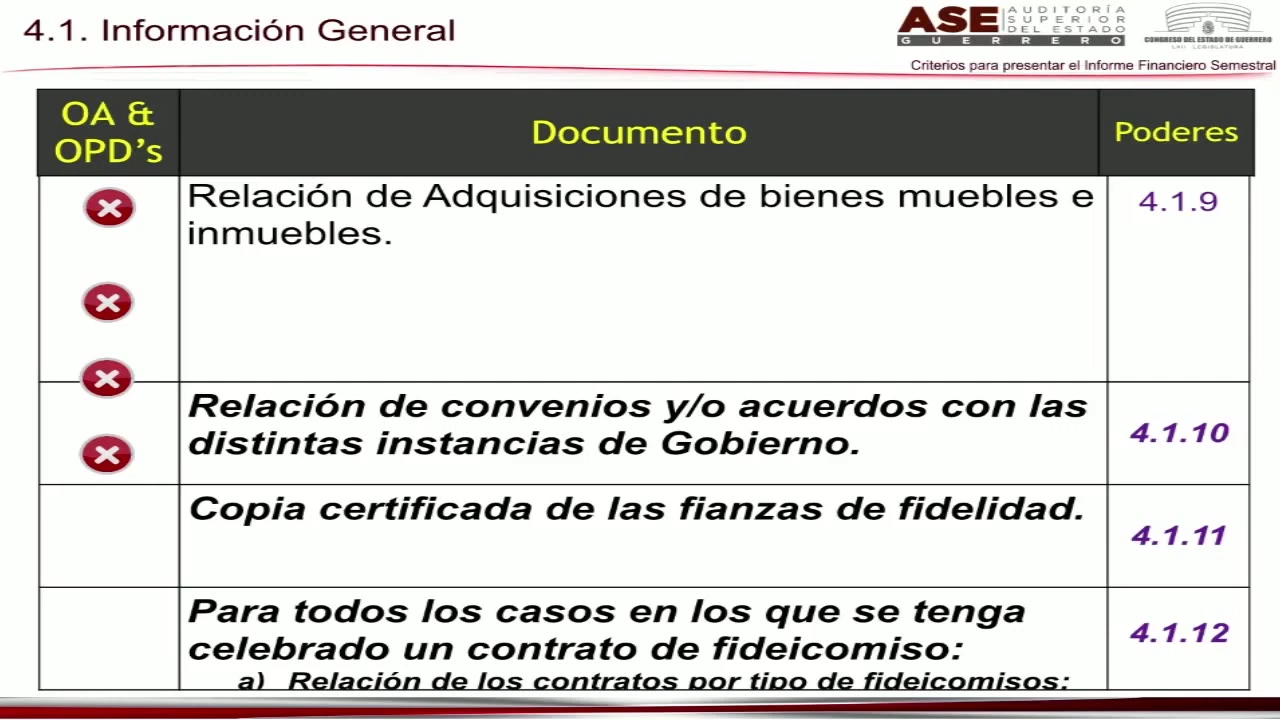 4.1. Información General
ASE AUDITORÍA
SUPERIOR
DEL ESTADO
GUERRERO
CONGRESO DEL ESTADO DE GUERRERO
LXII LEGISLATURA
Criterios para presentar el Informe Financiero Semestral
OA &
OPD's
Documento
Poderes
Relación de Adquisiciones de bienes muebles e
inmuebles.
4.1.9
Relación de convenios y/o acuerdos con las
distintas instancias de Gobierno.
4.1.10
Copia certificada de las fianzas de fidelidad.
4.1.11
Para todos los casos en los que se tenga
celebrado un contrato de fideicomiso:
4.1.12
a) Relación de los contratos por tipo de fideicomisos: